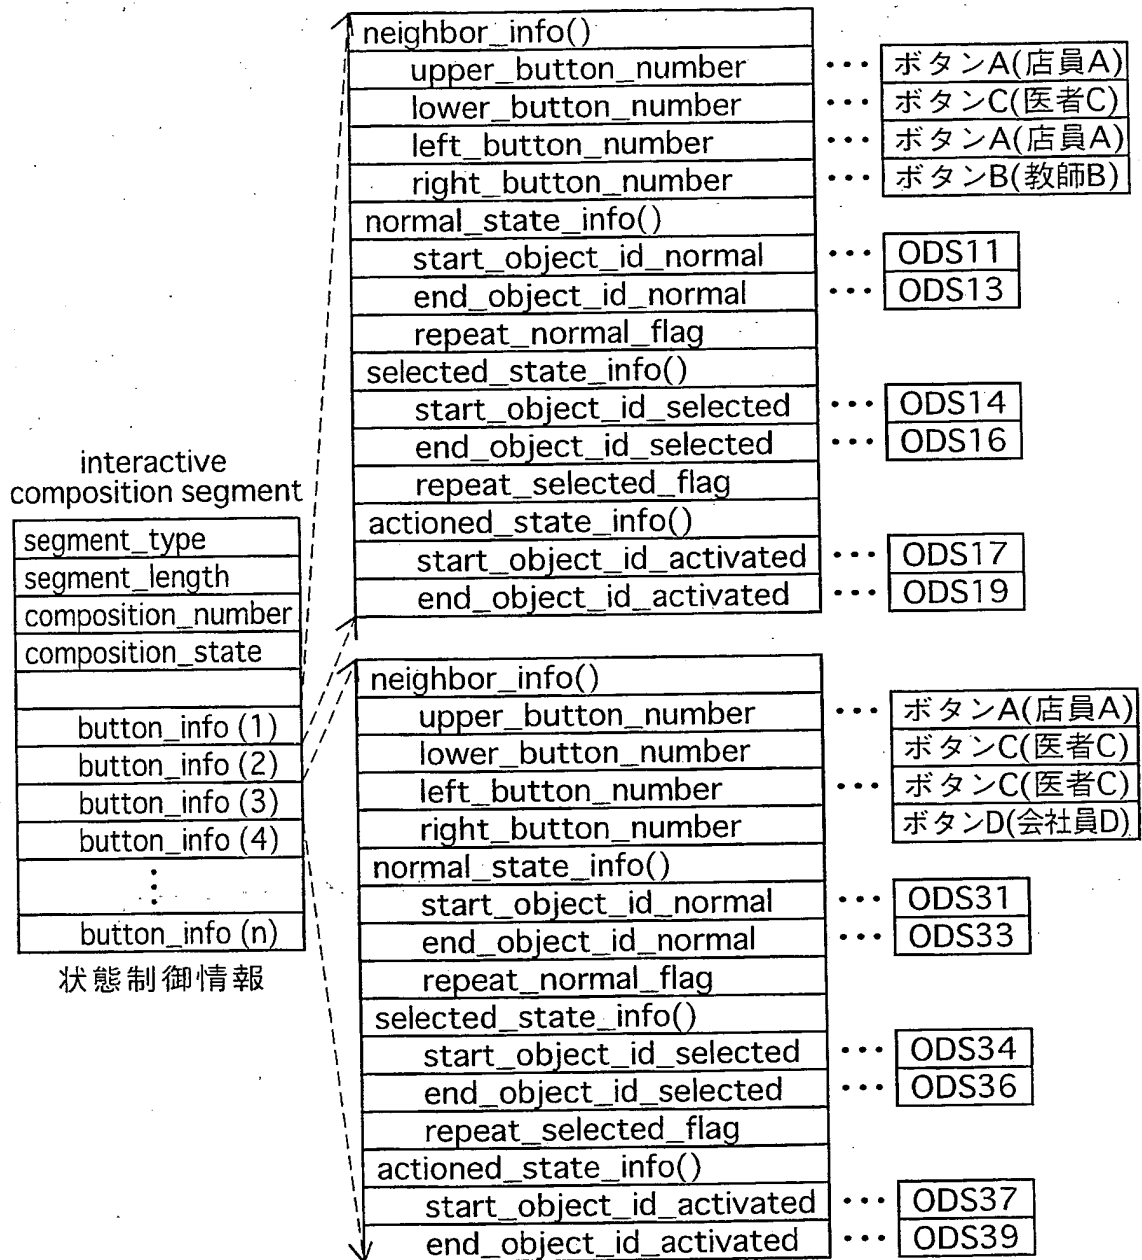 neighbor_info()
upper_button_number ••• ボタンA(店員A)
lower_button_number ••• ボタンC(医者C)
left_button_number ••• ボタンA(店員A)
right_button_number ••• ボタンB(教師B)
normal_state_info()
start_object_id_normal ••• ODS11
end_object_id_normal ••• ODS13
repeat_normal_flag
selected_state_info()
start_object_id_selected ••• ODS14
end_object_id_selected ••• ODS16
repeat_selected_flag
actioned_state_info()
start_object_id_activated ••• ODS17
end_object_id_activated ••• ODS19
interactive
composition segment
segment_type
segment_length
composition_number
composition_state
button_info (1)
button_info (2)
button_info (3)
button_info (4)
⋮
button_info (n)
状態制御情報
neighbor_info()
upper_button_number ••• ボタンA(店員A)
lower_button_number ボタンC(医者C)
left_button_number ••• ボタンC(医者C)
right_button_number ボタンD(会社員D)
normal_state_info()
start_object_id_normal ••• ODS31
end_object_id_normal ••• ODS33
repeat_normal_flag
selected_state_info()
start_object_id_selected ••• ODS34
end_object_id_selected ••• ODS36
repeat_selected_flag
actioned_state_info()
start_object_id_activated ••• ODS37
end_object_id_activated ••• ODS39